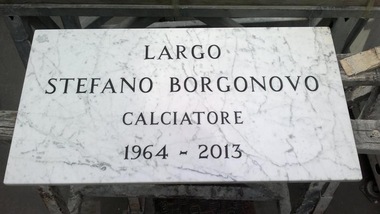 LARGO
STEFANO BORGONOVO
CALCIATORE
1964 - 2013